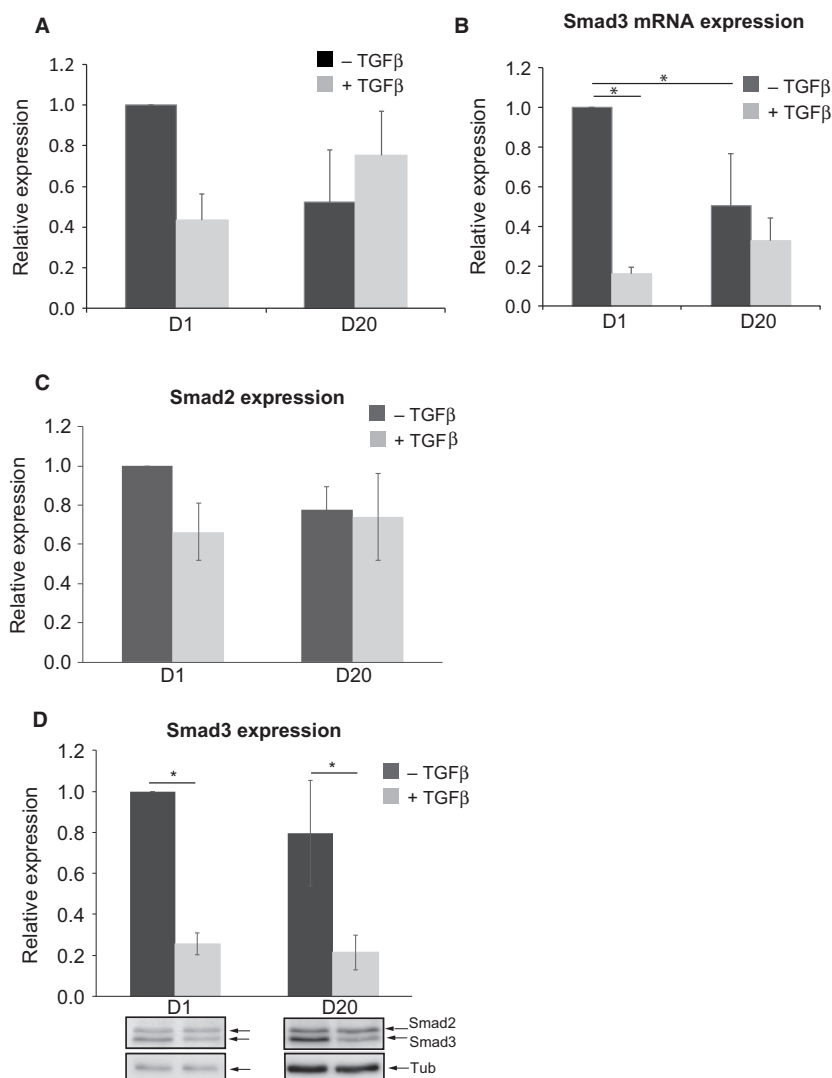 A
– TGFβ
+ TGFβ
Relative expression
1.2
1.0
0.8
0.6
0.4
0.2
0.0
D1 D20
B
Smad3 mRNA expression
– TGFβ
+ TGFβ
Relative expression
1.2
1.0
0.8
0.6
0.4
0.2
0.0
* *
D1 D20
C
Smad2 expression
– TGFβ
+ TGFβ
Relative expression
1.2
1.0
0.8
0.6
0.4
0.2
0.0
D1 D20
D
Smad3 expression
– TGFβ
+ TGFβ
Relative expression
1.2
1.0
0.8
0.6
0.4
0.2
0.0
* *
D1 D20
Smad2
Smad3
Tub